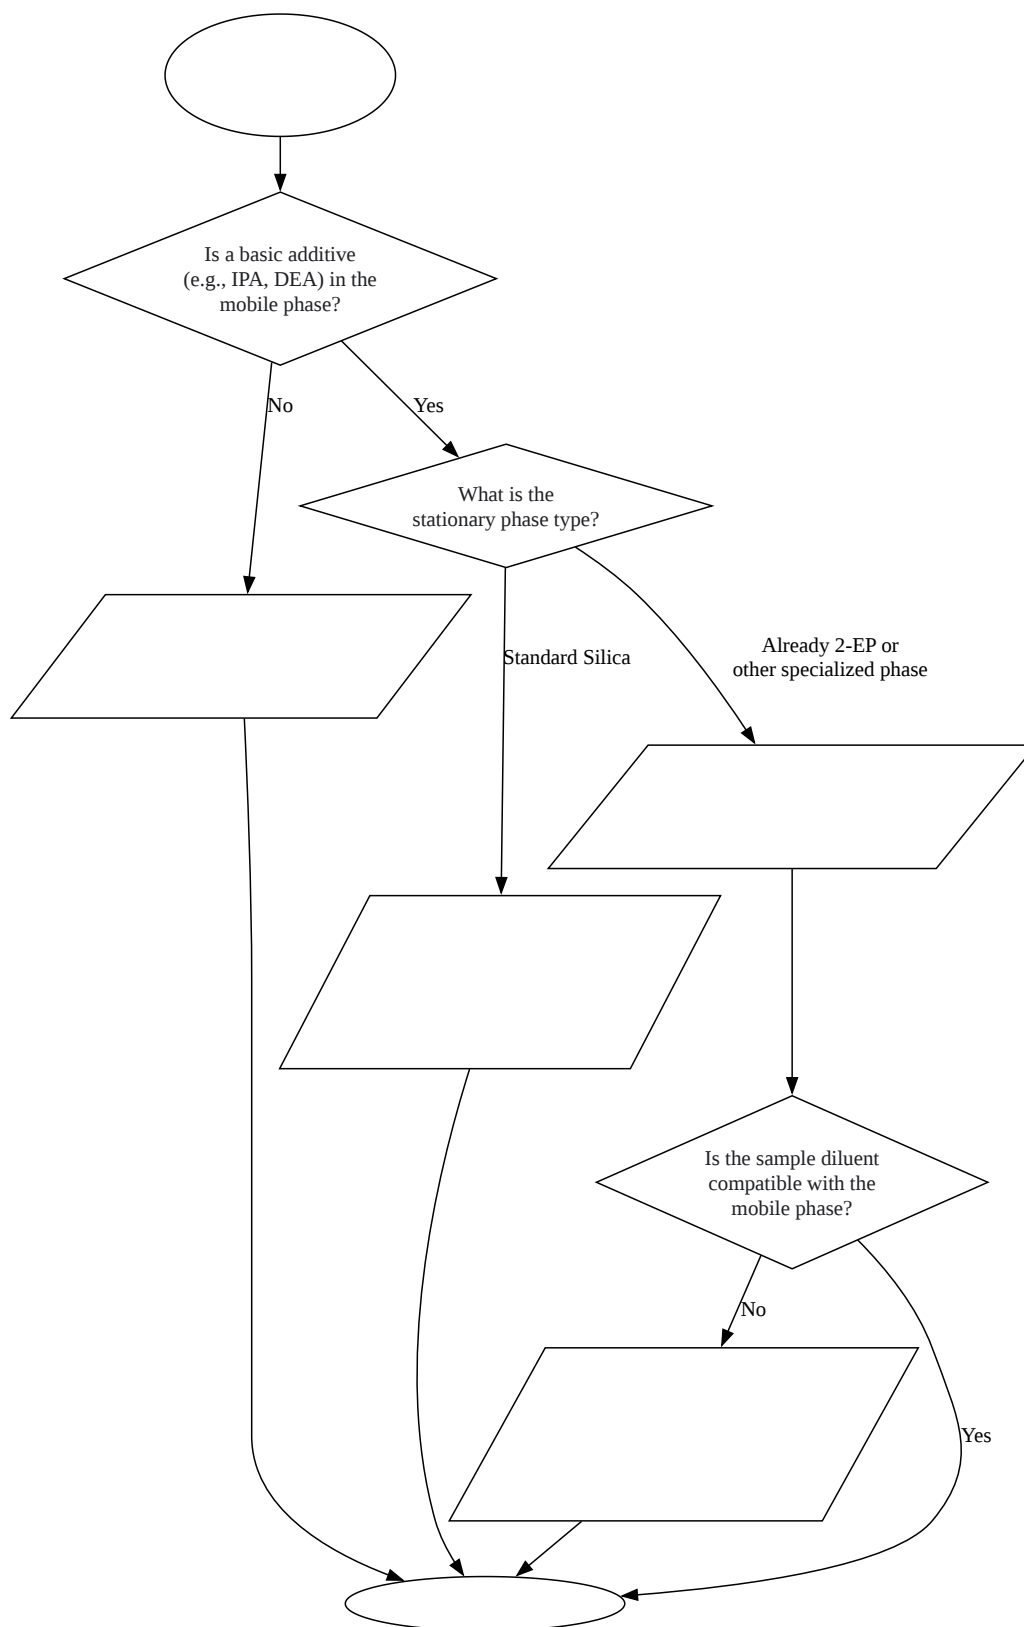 Is a basic additive
(e.g., IPA, DEA) in the
mobile phase?
No
Yes
What is the
stationary phase type?
Standard Silica
Already 2-EP or
other specialized phase
Is the sample diluent
compatible with the
mobile phase?
No
Yes